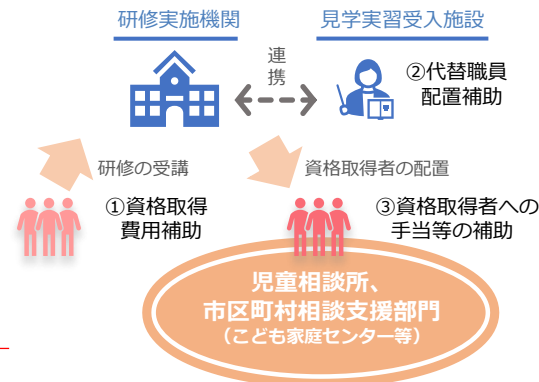 研修実施機関
見学実習受入施設
連
携
②代替職員
配置補助
研修の受講
資格取得者の配置
①資格取得
費用補助
③資格取得者への
手当等の補助
児童相談所、
市区町村相談支援部門
（こども家庭センター等）